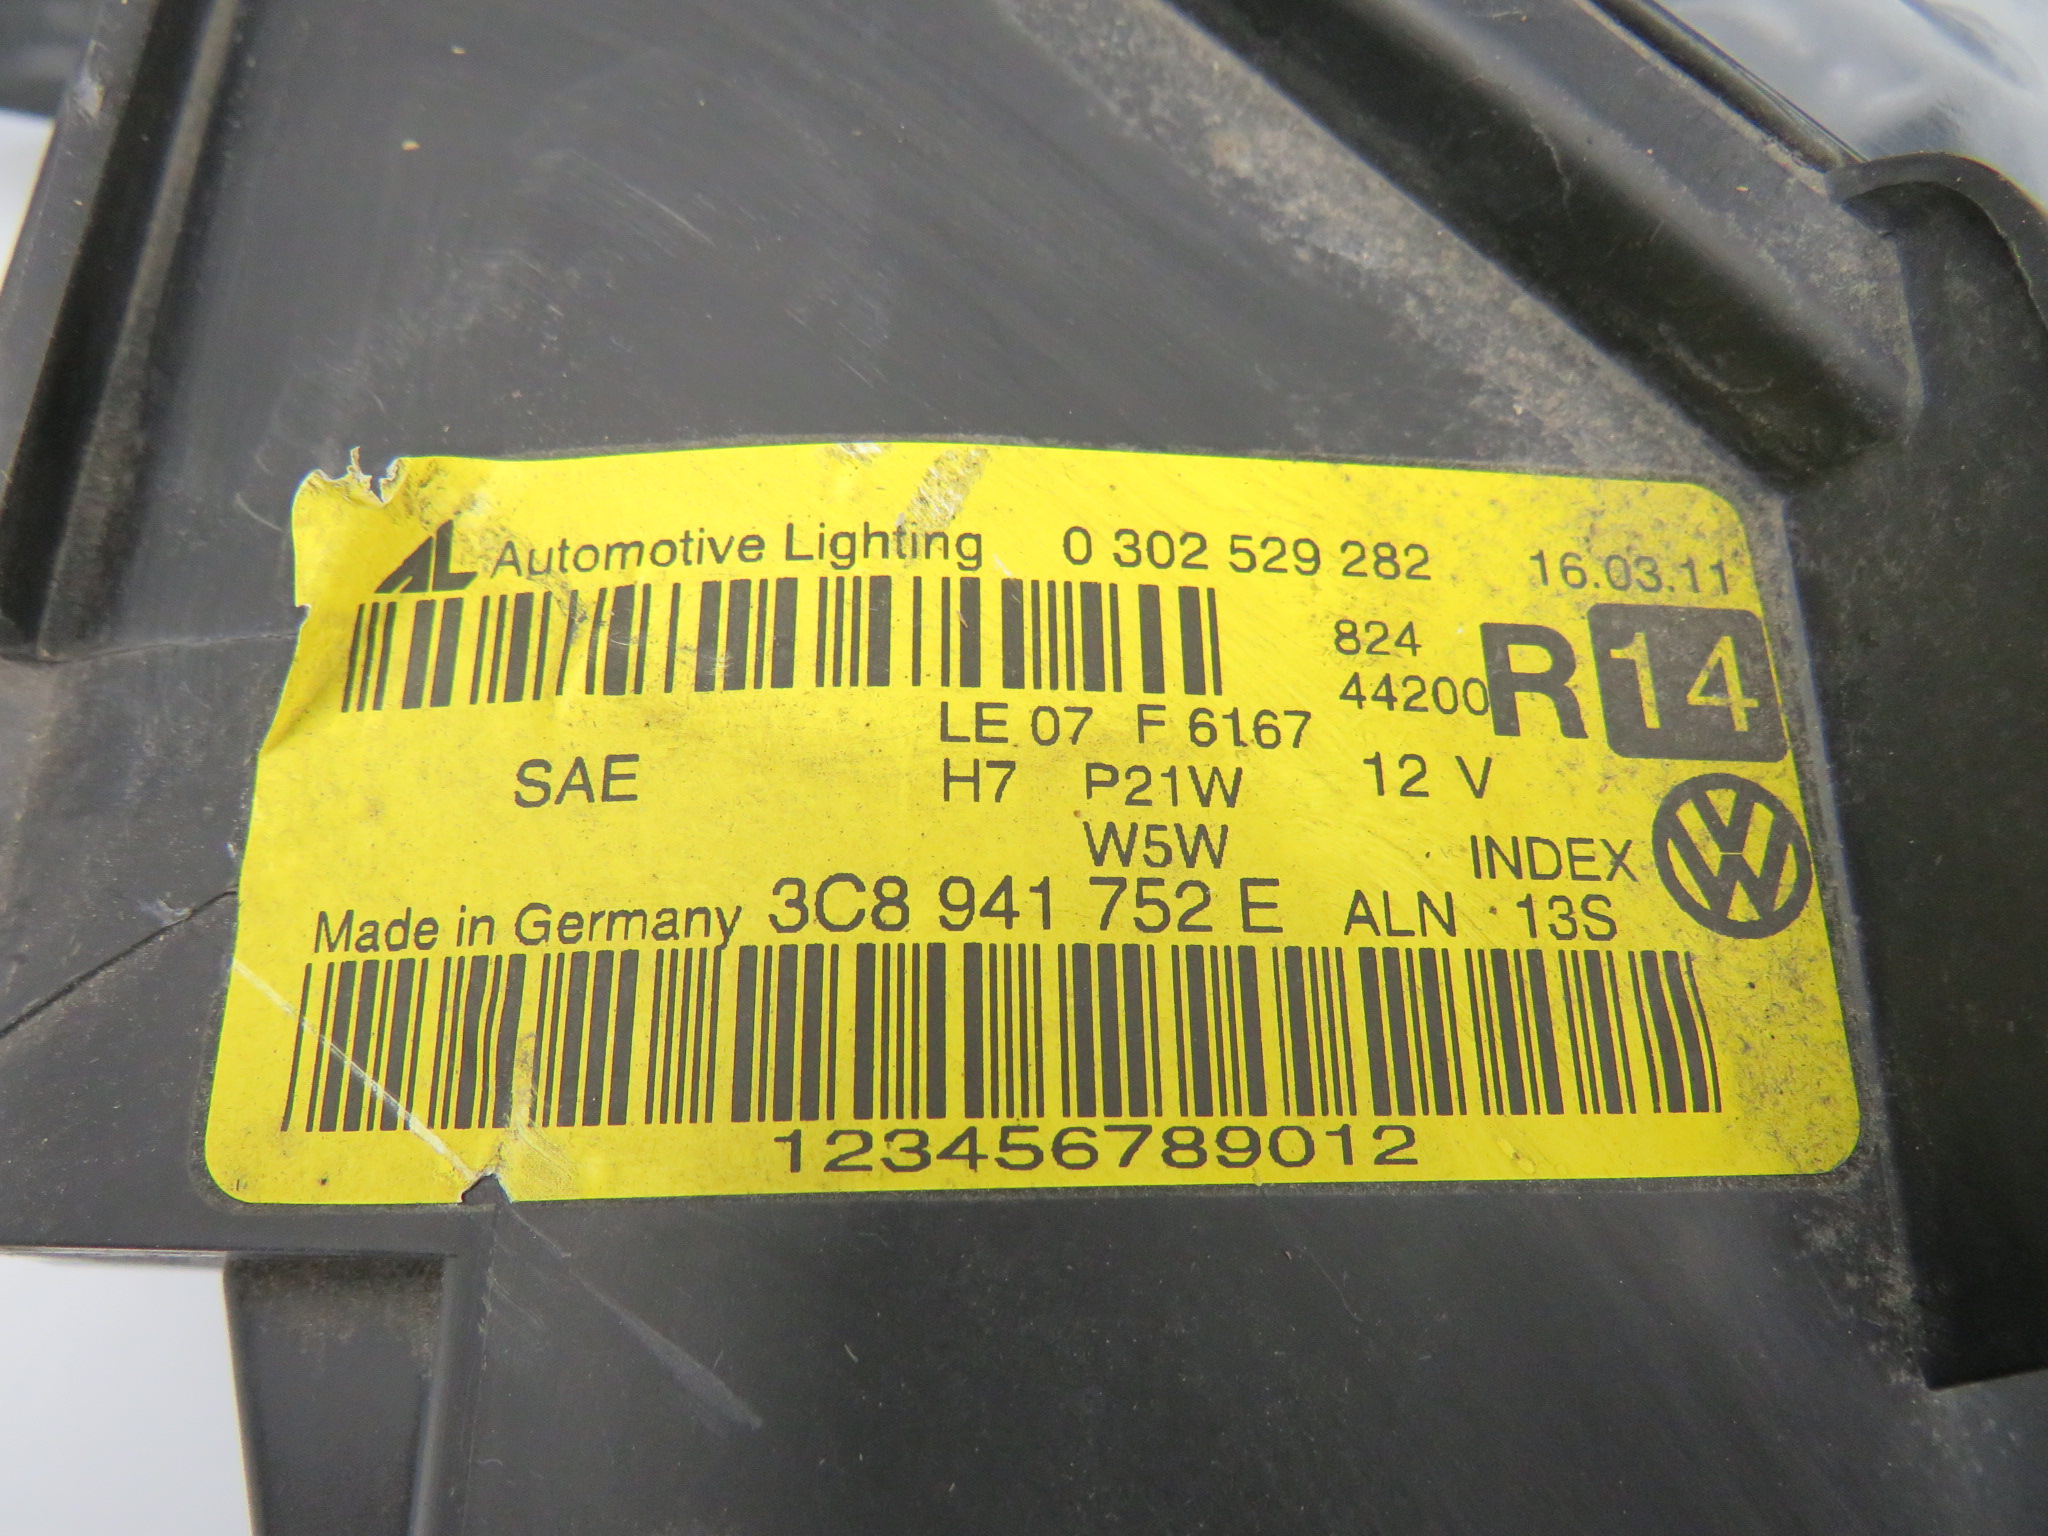 AL Automotive Lighting 0 302 529 282 16.03.11
824
44200 R 14
LE 07 F 6167
SAE H7 P21W 12 V
W5W INDEX
Made in Germany 3C8 941 752 E ALN 13S
123456789012